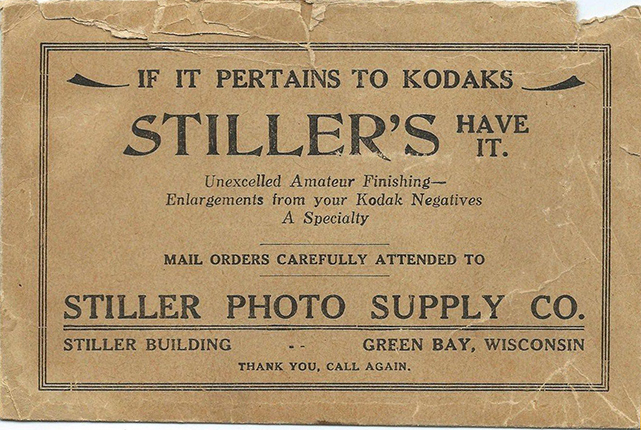 IF IT PERTAINS TO KODAKS
STILLER'S HAVE IT.
Unexcelled Amateur Finishing—
Enlargements from your Kodak Negatives
A Specialty
MAIL ORDERS CAREFULLY ATTENDED TO
STILLER PHOTO SUPPLY CO.
STILLER BUILDING -- GREEN BAY, WISCONSIN
THANK YOU, CALL AGAIN.